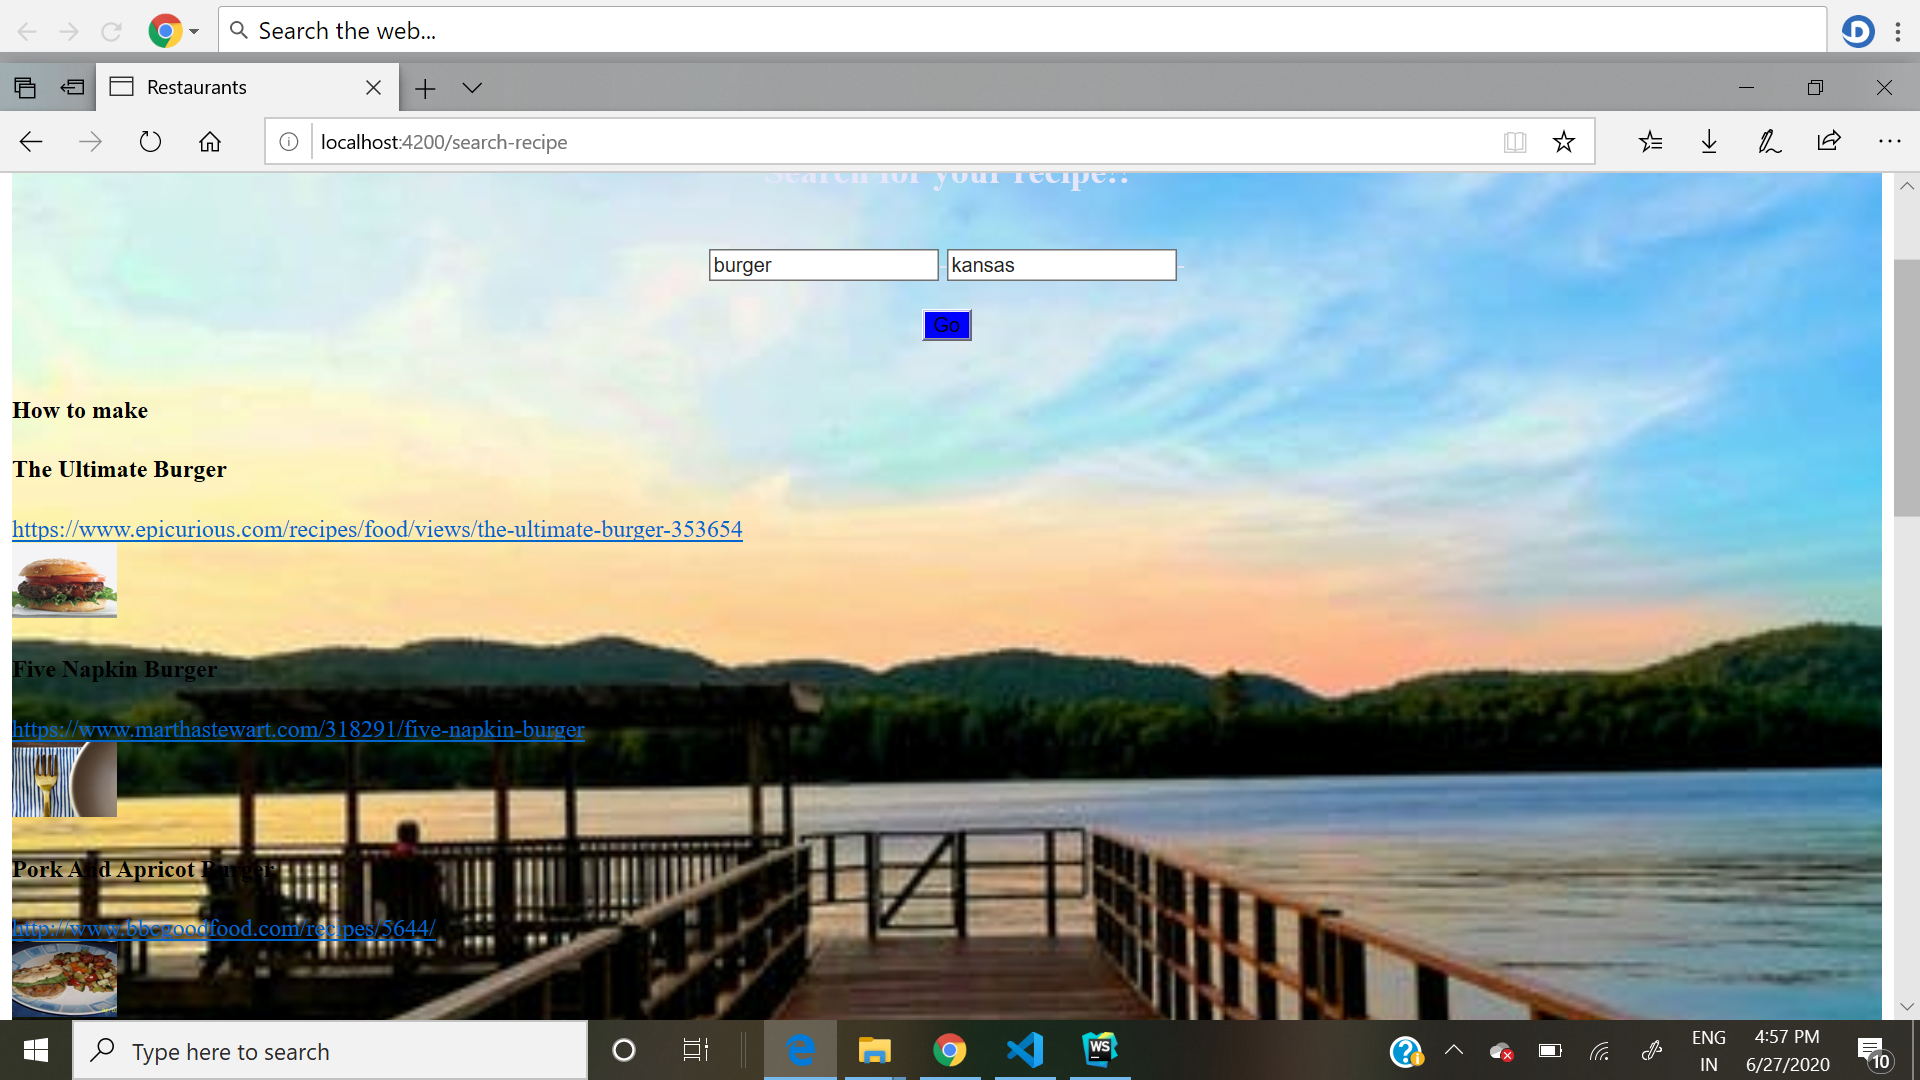 Search the web...
Restaurants
localhost:4200/search-recipe
Search for your recipe!!
burger kansas
Go
How to make
The Ultimate Burger
https://www.epicurious.com/recipes/food/views/the-ultimate-burger-353654
Five Napkin Burger
https://www.marthastewart.com/318291/five-napkin-burger
Pork And Apricot Burger
http://www.bbcgoodfood.com/recipes/5644/
Type here to search
WS
ENG
IN
4:57 PM
6/27/2020
10